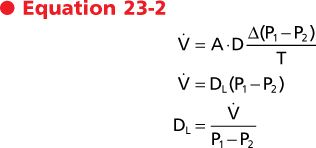 ● Equation 23-2
V̇ = A·D Δ(P₁−P₂)/T
V̇ = D_L(P₁−P₂)
D_L = V̇/(P₁−P₂)